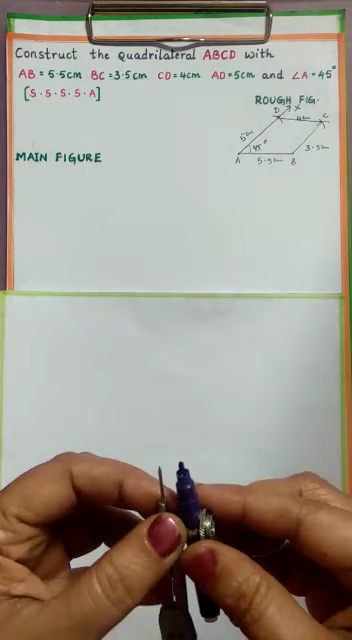 Construct the Quadrilateral ABCD with
AB = 5.5cm BC = 3.5cm CD = 4cm AD = 5cm and ∠A = 45°
[S.S.S.S.A]
ROUGH FIG.
D X C
4cm
5cm
45°
3.5cm
A B
5.5cm
MAIN FIGURE